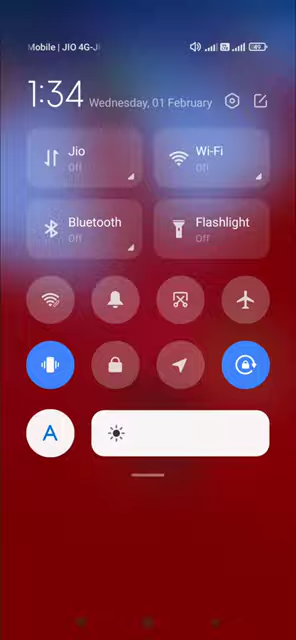 Mobile | JIO 4G-JI
1:34 Wednesday, 01 February
Jio
Off
Wi-Fi
Off
Bluetooth
Off
Flashlight
Off
A